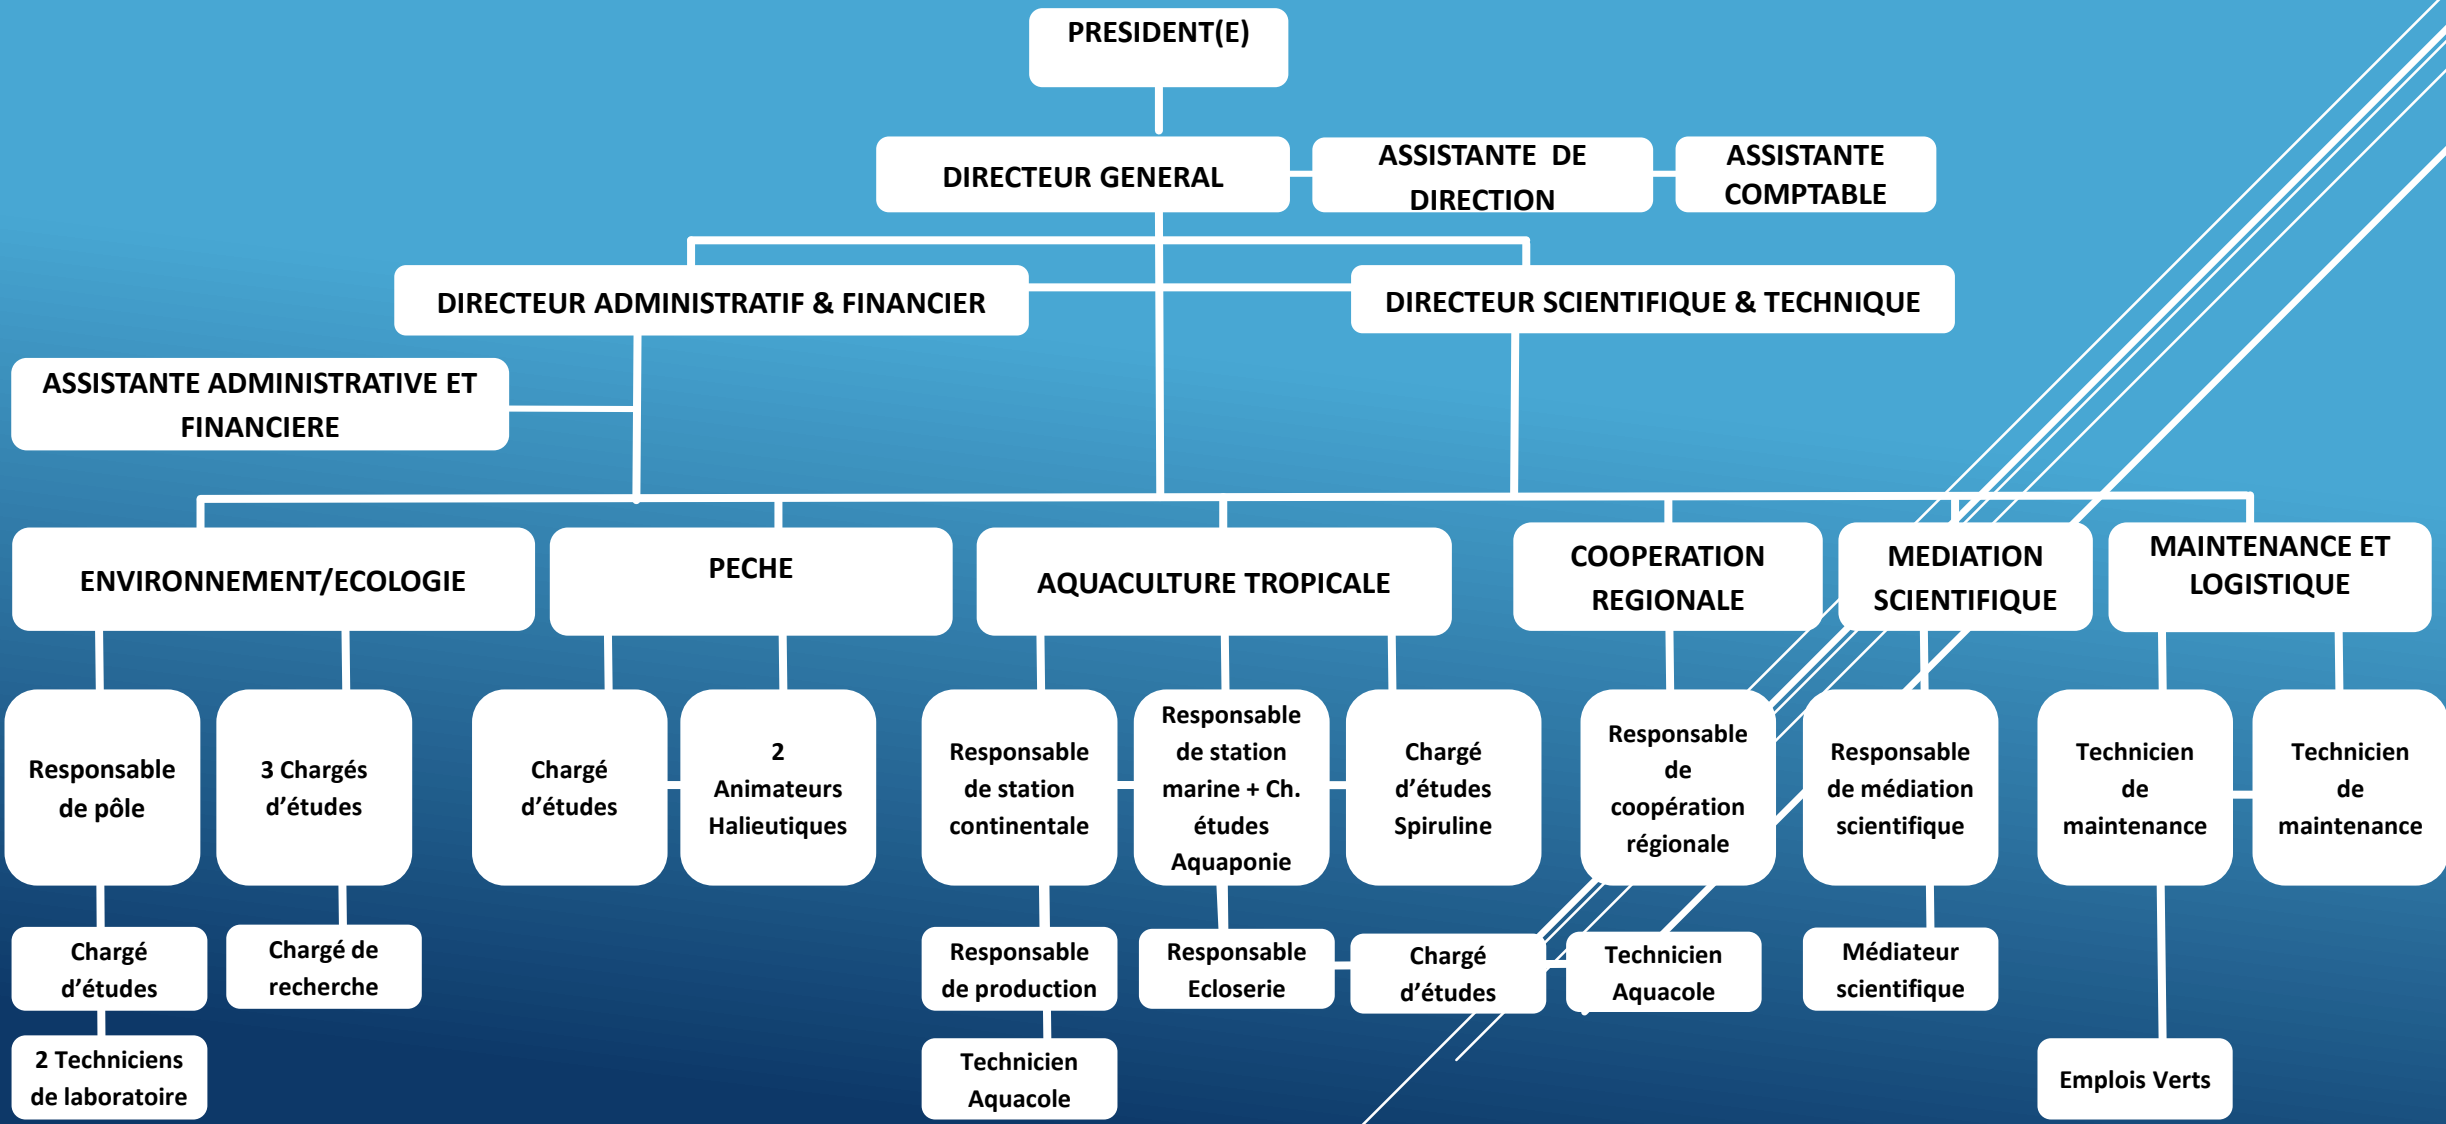 PRESIDENT(E)
DIRECTEUR GENERAL
ASSISTANTE DE
DIRECTION
ASSISTANTE
COMPTABLE
DIRECTEUR ADMINISTRATIF & FINANCIER
DIRECTEUR SCIENTIFIQUE & TECHNIQUE
ASSISTANTE ADMINISTRATIVE ET
FINANCIERE
ENVIRONNEMENT/ECOLOGIE
PECHE
AQUACULTURE TROPICALE
COOPERATION
REGIONALE
MEDIATION
SCIENTIFIQUE
MAINTENANCE ET
LOGISTIQUE
Responsable
de pôle
3 Chargés
d’études
Chargé
d’études
2
Animateurs
Halieutiques
Responsable
de station
continentale
Responsable
de station
marine + Ch.
études
Aquaponie
Chargé
d’études
Spiruline
Responsable
de
coopération
régionale
Responsable
de médiation
scientifique
Technicien
de
maintenance
Technicien
de
maintenance
Chargé
d’études
Chargé de
recherche
Responsable
de production
Responsable
Ecloserie
Chargé
d’études
Technicien
Aquacole
Médiateur
scientifique
2 Techniciens
de laboratoire
Technicien
Aquacole
Emplois Verts